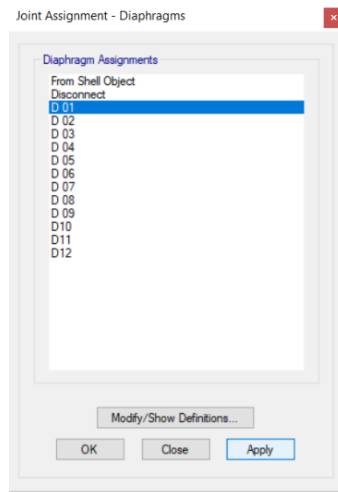 Joint Assignment - Diaphragms
×
Diaphragm Assignments
From Shell Object
Disconnect
D 01
D 02
D 03
D 04
D 05
D 06
D 07
D 08
D 09
D10
D11
D12
Modify/Show Definitions...
OK Close Apply